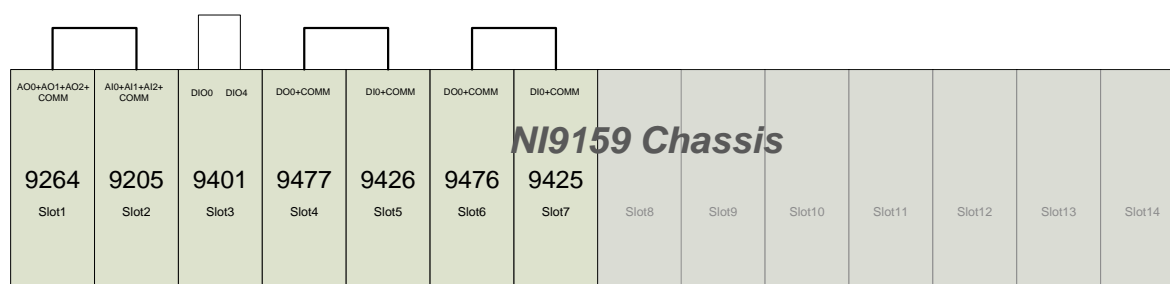 AO0+AO1+AO2+
COMM
AI0+AI1+AI2+
COMM
DIO0 DIO4
DO0+COMM
DI0+COMM
DO0+COMM
DI0+COMM
NI9159 Chassis
9264
9205
9401
9477
9426
9476
9425
Slot1
Slot2
Slot3
Slot4
Slot5
Slot6
Slot7
Slot8
Slot9
Slot10
Slot11
Slot12
Slot13
Slot14